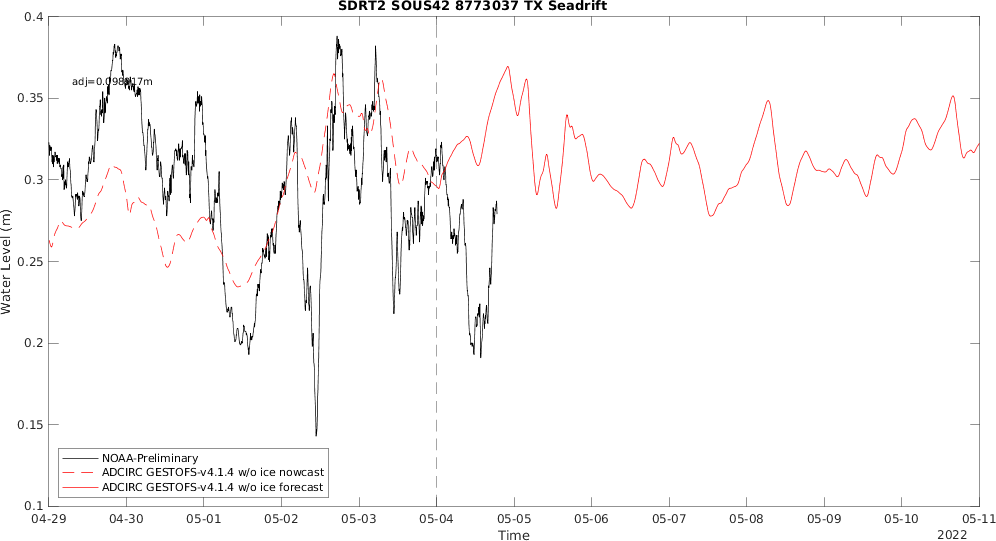 SDRT2 SOUS42 8773037 TX Seadrift
0.4
0.35
0.3
0.25
0.2
0.15
0.1
Water Level (m)
NOAA-Preliminary
ADCIRC GESTOFS-v4.1.4 w/o ice nowcast
ADCIRC GESTOFS-v4.1.4 w/o ice forecast
04-29 04-30 05-01 05-02 05-03 05-04 05-05 05-06 05-07 05-08 05-09 05-10 05-11
Time
2022